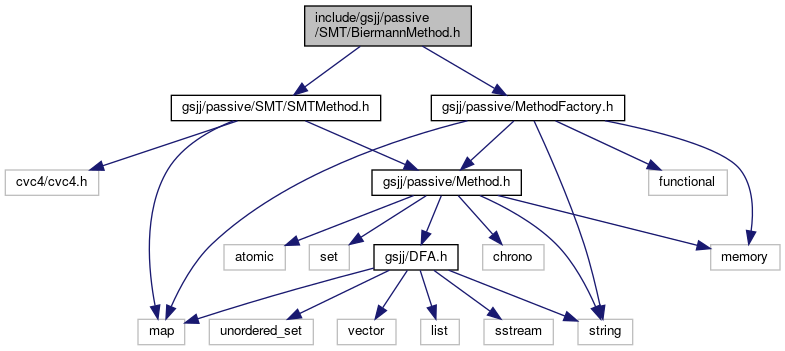 include/gsjj/passive
/SMT/BiermannMethod.h
gsjj/passive/SMT/SMTMethod.h
gsjj/passive/MethodFactory.h
cvc4/cvc4.h
gsjj/passive/Method.h
functional
atomic
set
gsjj/DFA.h
chrono
memory
map
unordered_set
vector
list
sstream
string